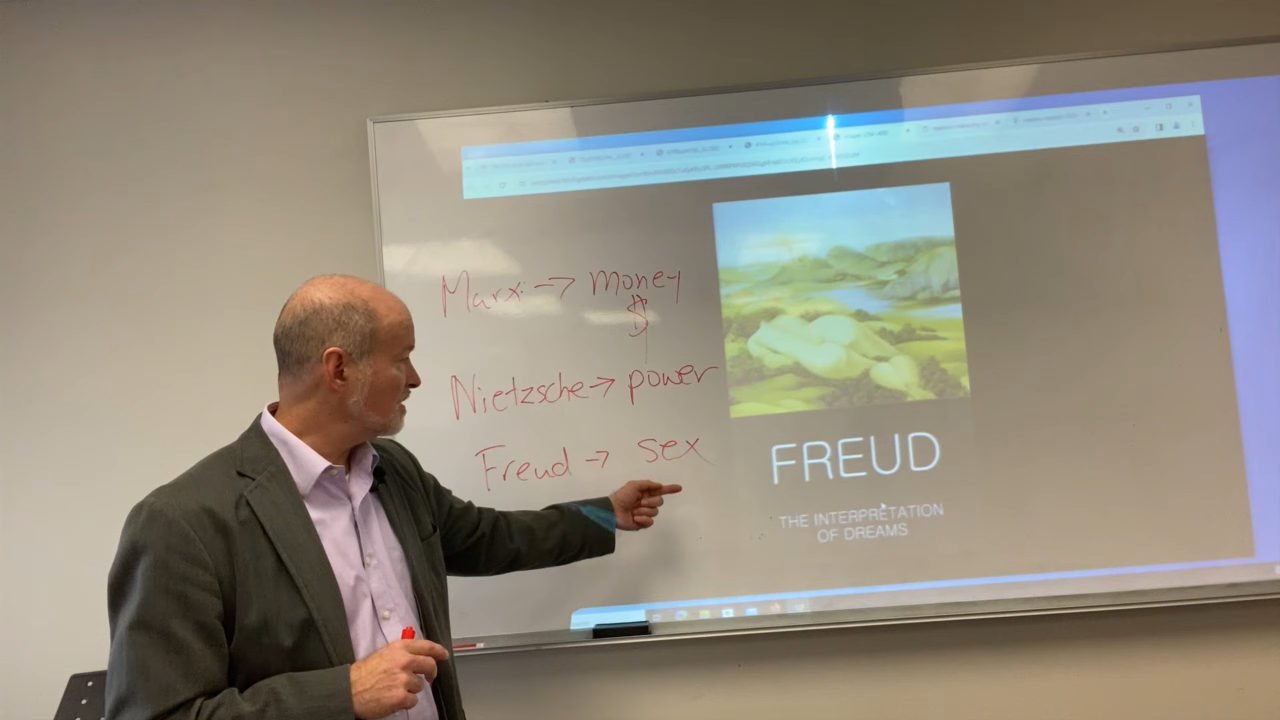 Marx → money
$
Nietzsche → power
Freud → sex
FREUD
THE INTERPRETATION
OF DREAMS